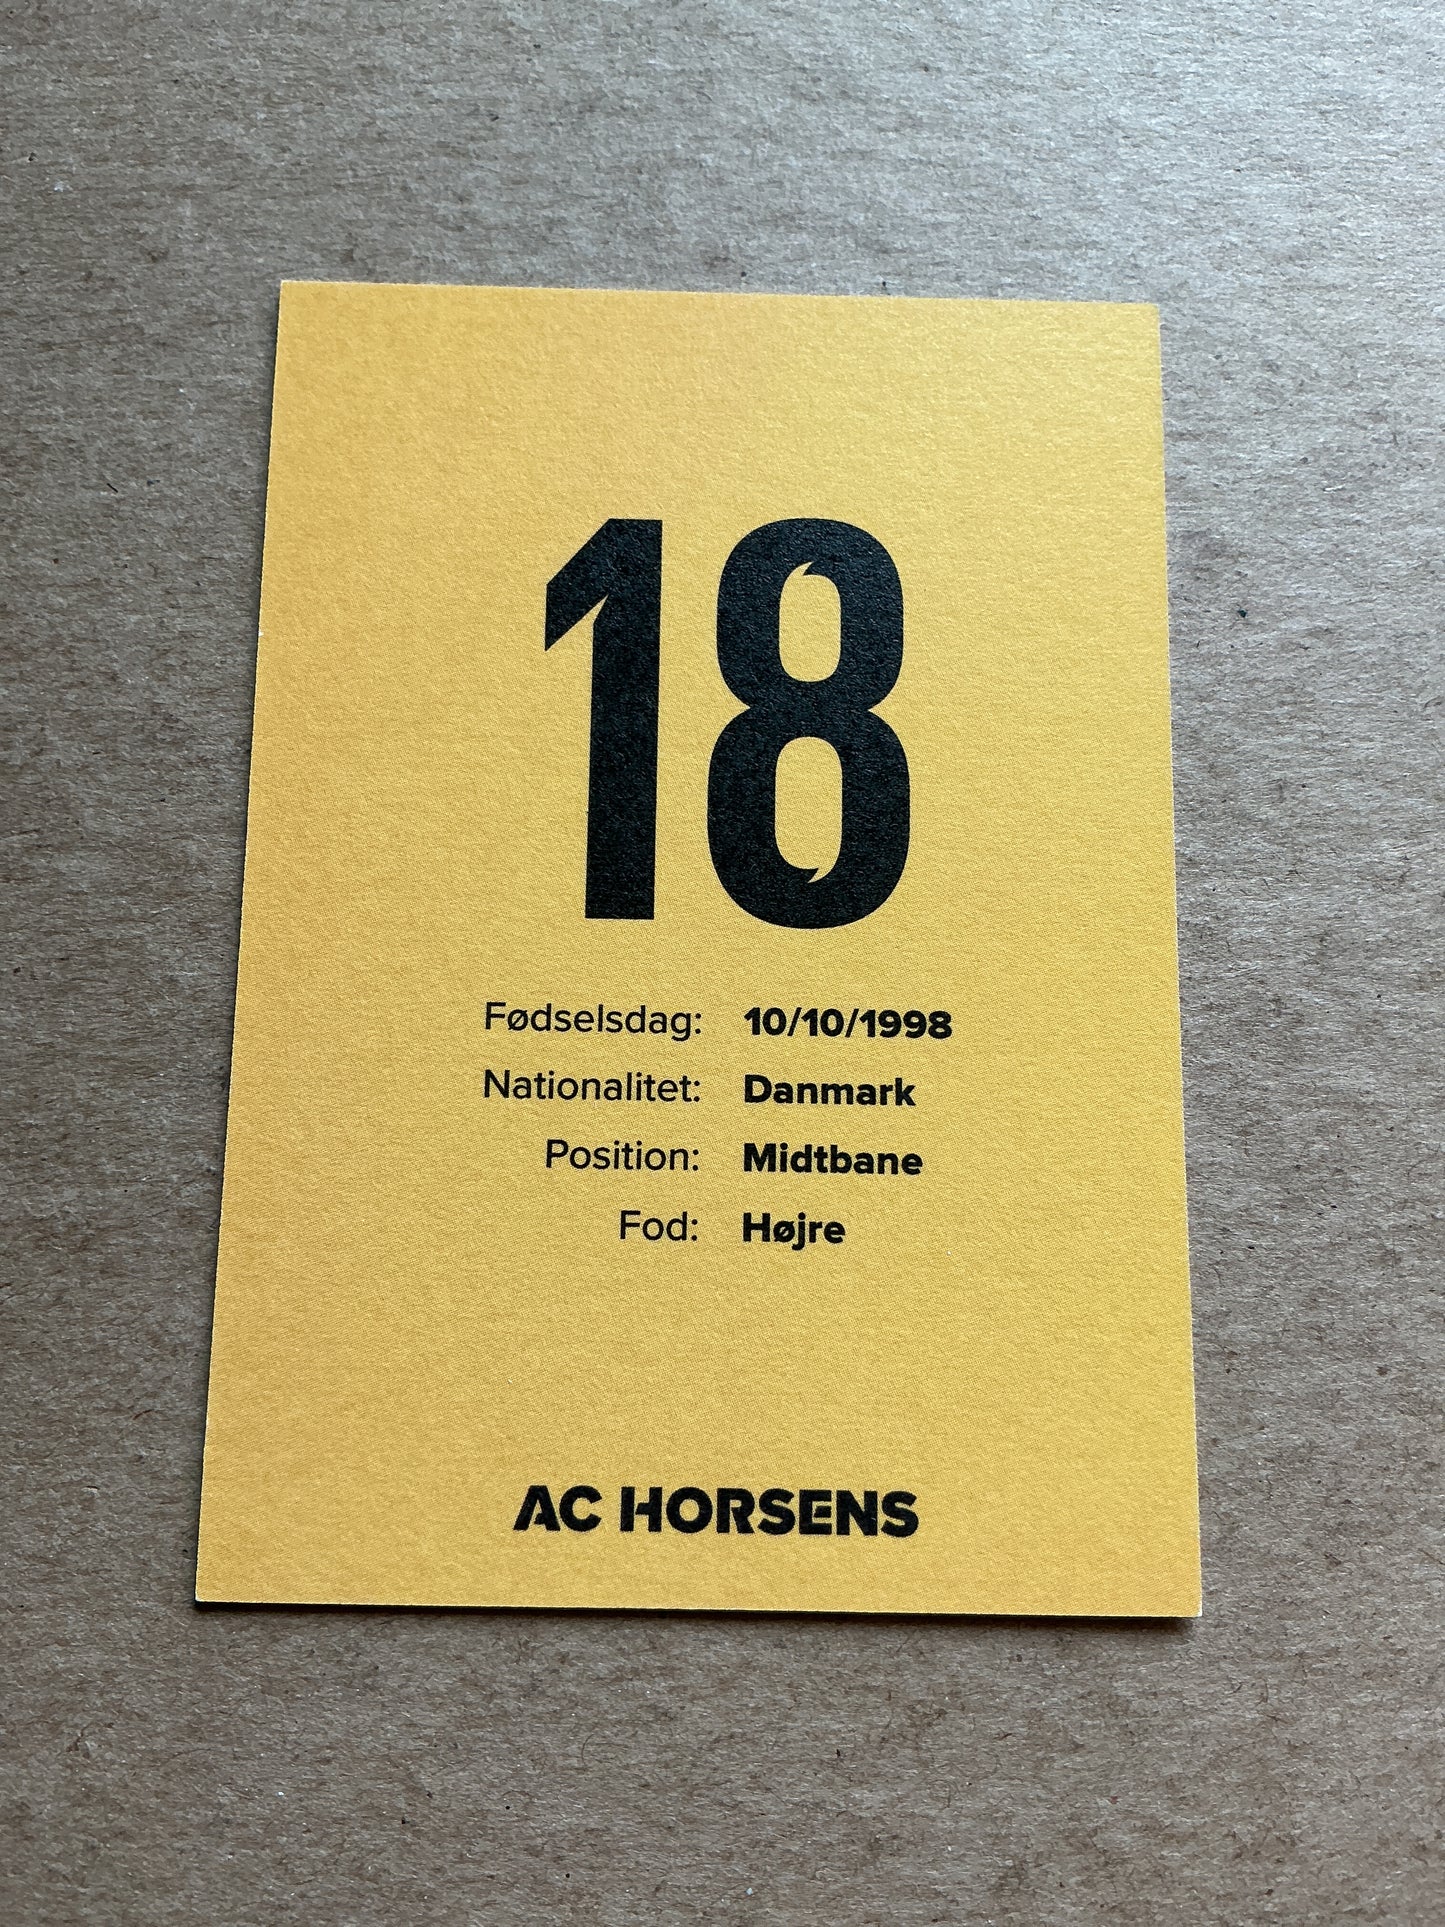 18
Fødselsdag: 10/10/1998
Nationalitet: Danmark
Position: Midtbane
Fod: Højre
AC HORSENS